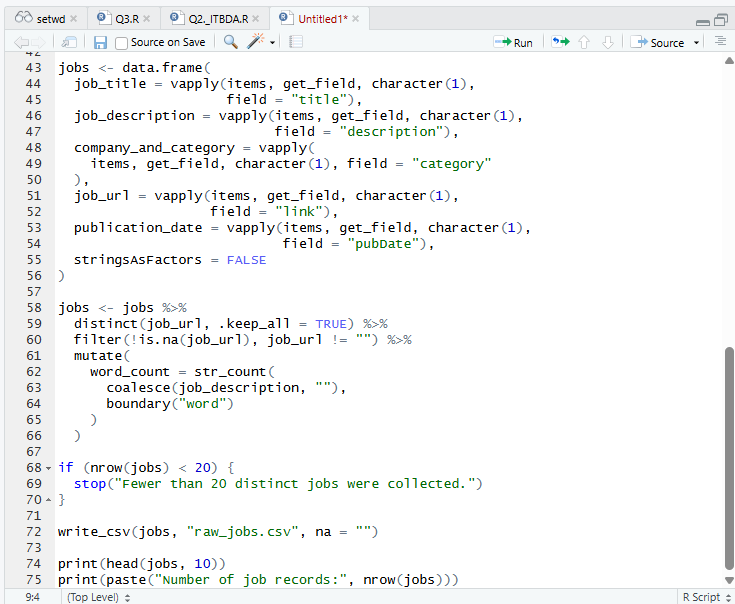 setwd × Q3.R × Q2._ITBDA.R × Untitled1* ×
Source on Save Run Source
42
43 jobs <- data.frame(
44   job_title = vapply(items, get_field, character(1),
45                      field = "title"),
46   job_description = vapply(items, get_field, character(1),
47                            field = "description"),
48   company_and_category = vapply(
49     items, get_field, character(1), field = "category"
50   ),
51   job_url = vapply(items, get_field, character(1),
52                    field = "link"),
53   publication_date = vapply(items, get_field, character(1),
54                             field = "pubDate"),
55   stringsAsFactors = FALSE
56 )
57
58 jobs <- jobs %>%
59   distinct(job_url, .keep_all = TRUE) %>%
60   filter(!is.na(job_url), job_url != "") %>%
61   mutate(
62     word_count = str_count(
63       coalesce(job_description, ""),
64       boundary("word")
65     )
66   )
67
68 if (nrow(jobs) < 20) {
69   stop("Fewer than 20 distinct jobs were collected.")
70 }
71
72 write_csv(jobs, "raw_jobs.csv", na = "")
73
74 print(head(jobs, 10))
75 print(paste("Number of job records:", nrow(jobs)))
9:4 (Top Level) R Script